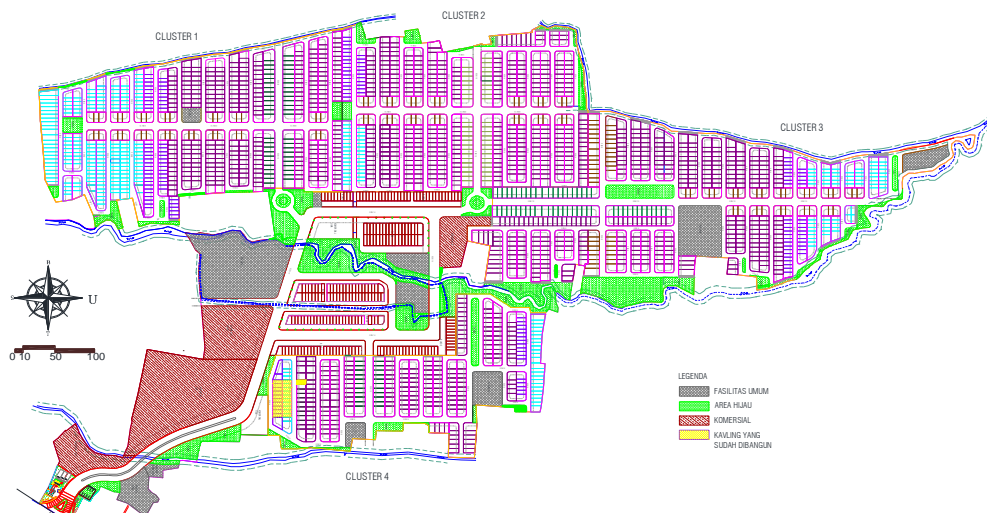 CLUSTER 1
CLUSTER 2
CLUSTER 3
S
U
0 10 50 100
LEGENDA
FASILITAS UMUM
AREA HIJAU
KOMERSIAL
KAVLING YANG
SUDAH DIBANGUN
CLUSTER 4